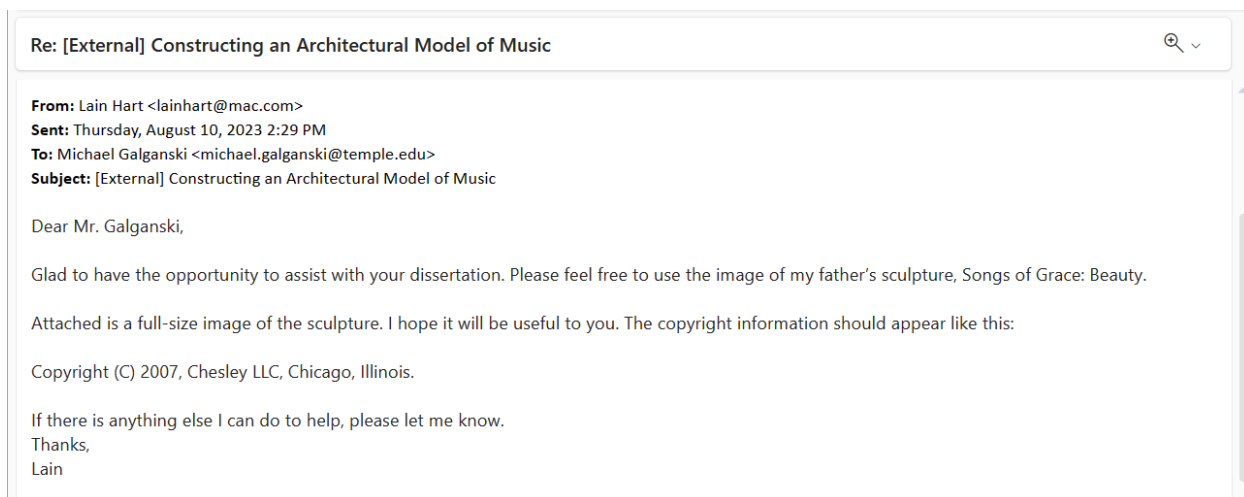 Re: [External] Constructing an Architectural Model of Music
From: Lain Hart <lainhart@mac.com>
Sent: Thursday, August 10, 2023 2:29 PM
To: Michael Galganski <michael.galganski@temple.edu>
Subject: [External] Constructing an Architectural Model of Music
Dear Mr. Galganski,
Glad to have the opportunity to assist with your dissertation. Please feel free to use the image of my father’s sculpture, Songs of Grace: Beauty.
Attached is a full-size image of the sculpture. I hope it will be useful to you. The copyright information should appear like this:
Copyright (C) 2007, Chesley LLC, Chicago, Illinois.
If there is anything else I can do to help, please let me know.
Thanks,
Lain